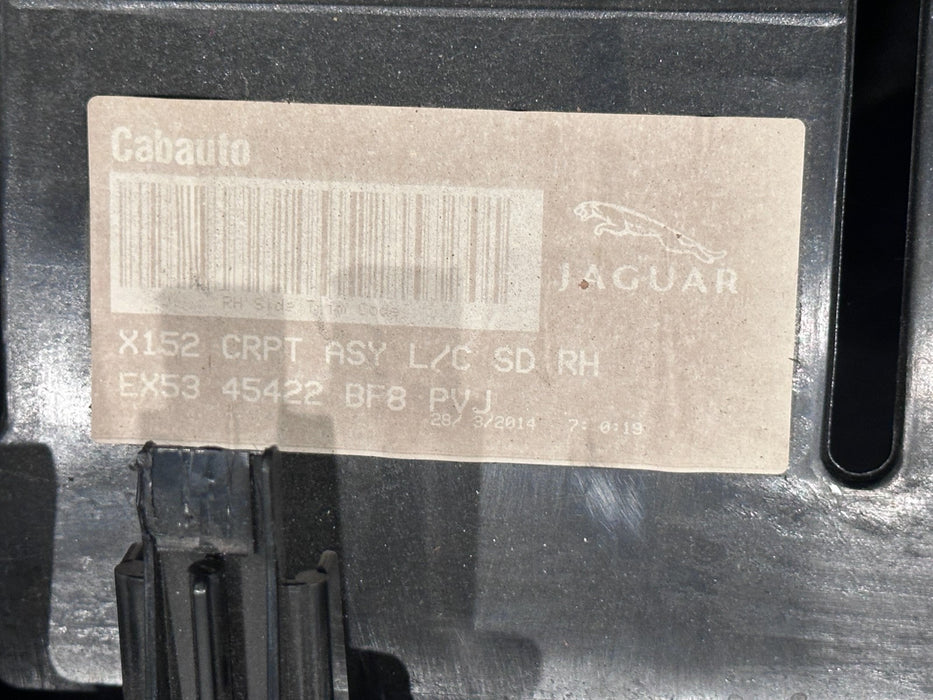 Cabauto
JAGUAR
RH Side Trim Code
X152 CRPT ASY L/C SD RH
EX53 45422 BF8 PVJ
28/ 3/2014 7: 0:19